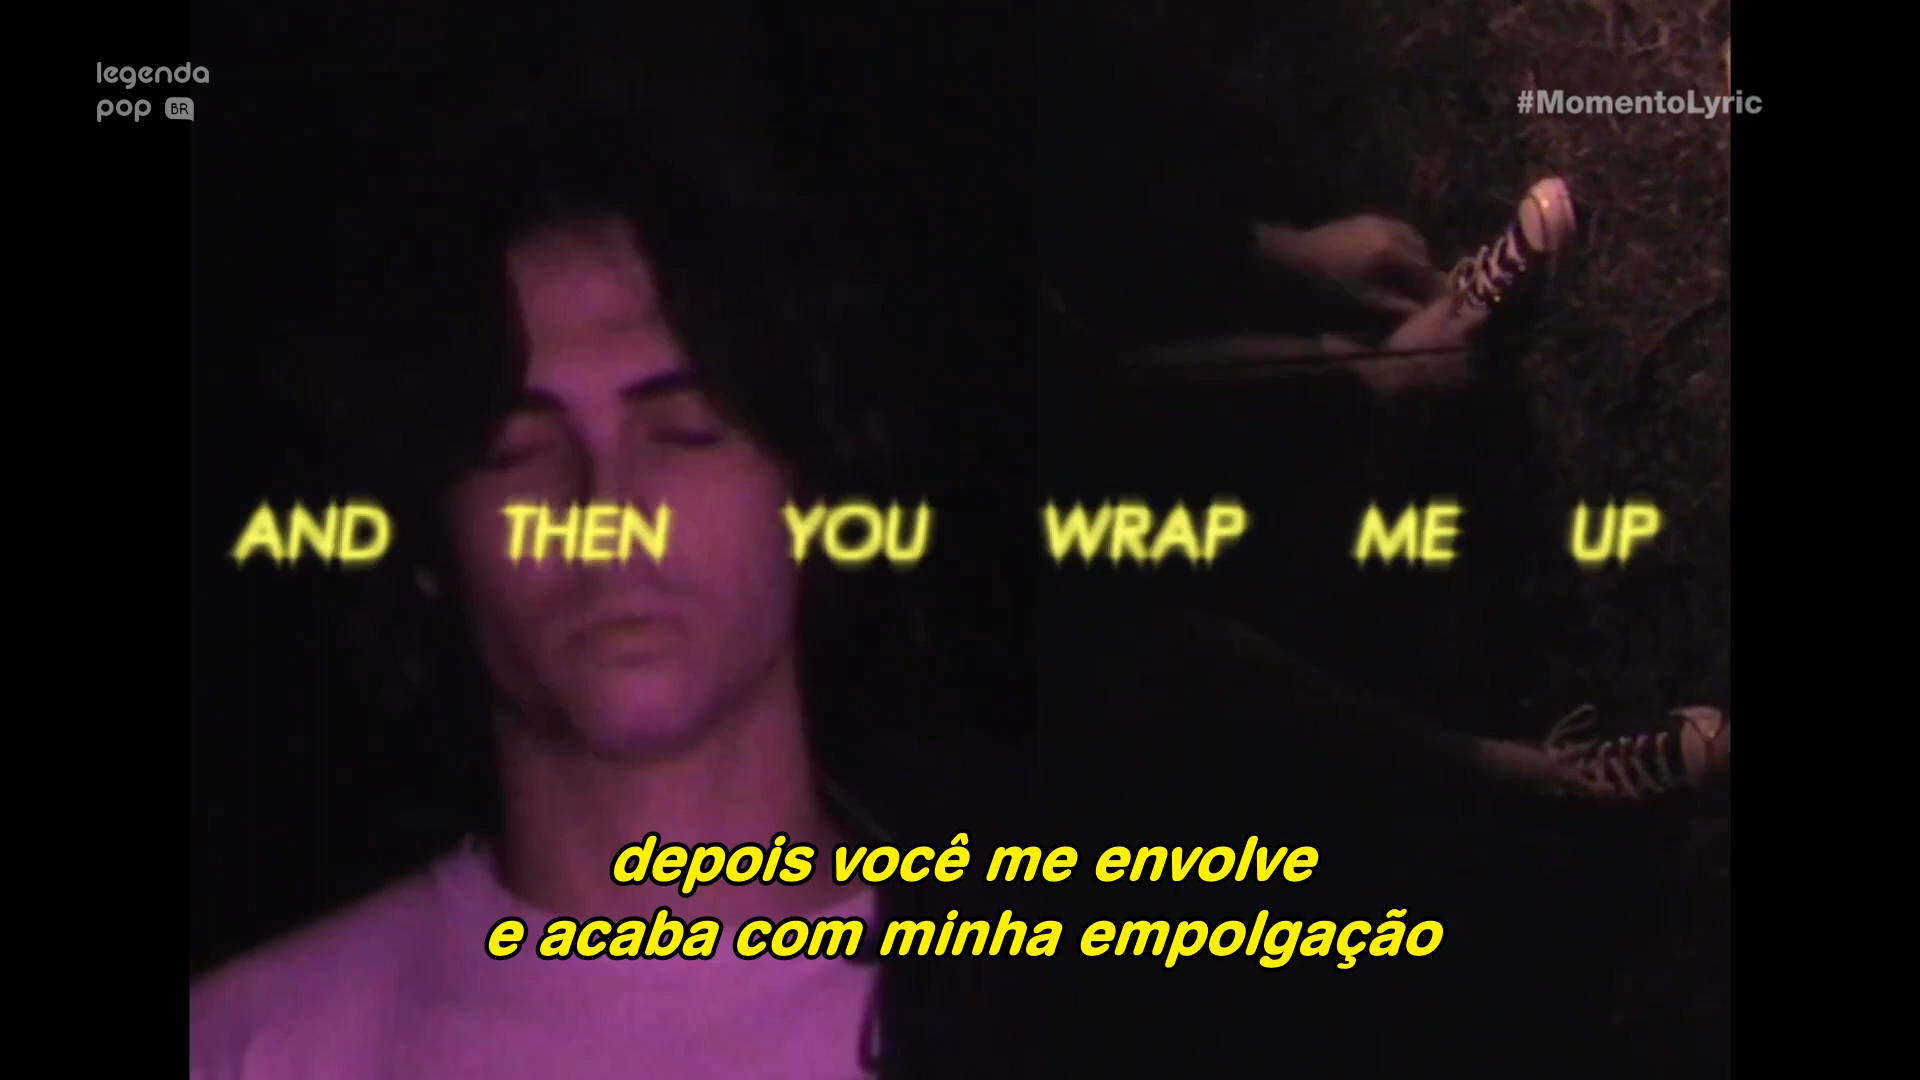 legenda
pop BR
#MomentoLyric
AND THEN YOU WRAP ME UP
depois você me envolve
e acaba com minha empolgação